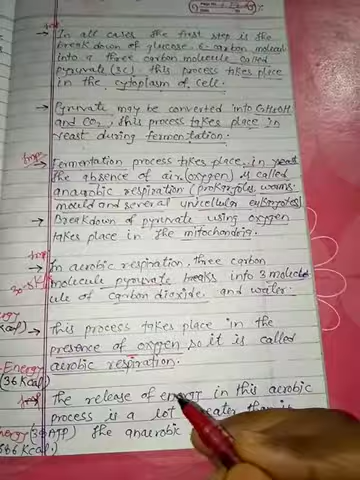 → In all cases the first step is the
break down of glucose, 6-carbon molecul
into a three carbon molecule called
pyruvate (3C). This process takes place
in the cytoplasm of cell.
→ Pyruvate may be converted into C2H5OH
and CO2, this process takes place in
yeast during fermentation.
Fermentation process takes place in yeast
the absence of air (oxygen) is called
anaerobic respiration (prokaryotes, worms
mould and several unicellular eukaryotes)
→ Breakdown of pyruvate using oxygen
takes place in the mitochondria.
→ In aerobic respiration, three carbon
molecule pyruvate breaks into 3 molec
ule of carbon dioxide and water.
→ This process takes place in the
presence of oxygen so it is called
Energy aerobic respiration.
(36 Kcal)
The release of energy in this aerobic
process is a lot
the anaerobic